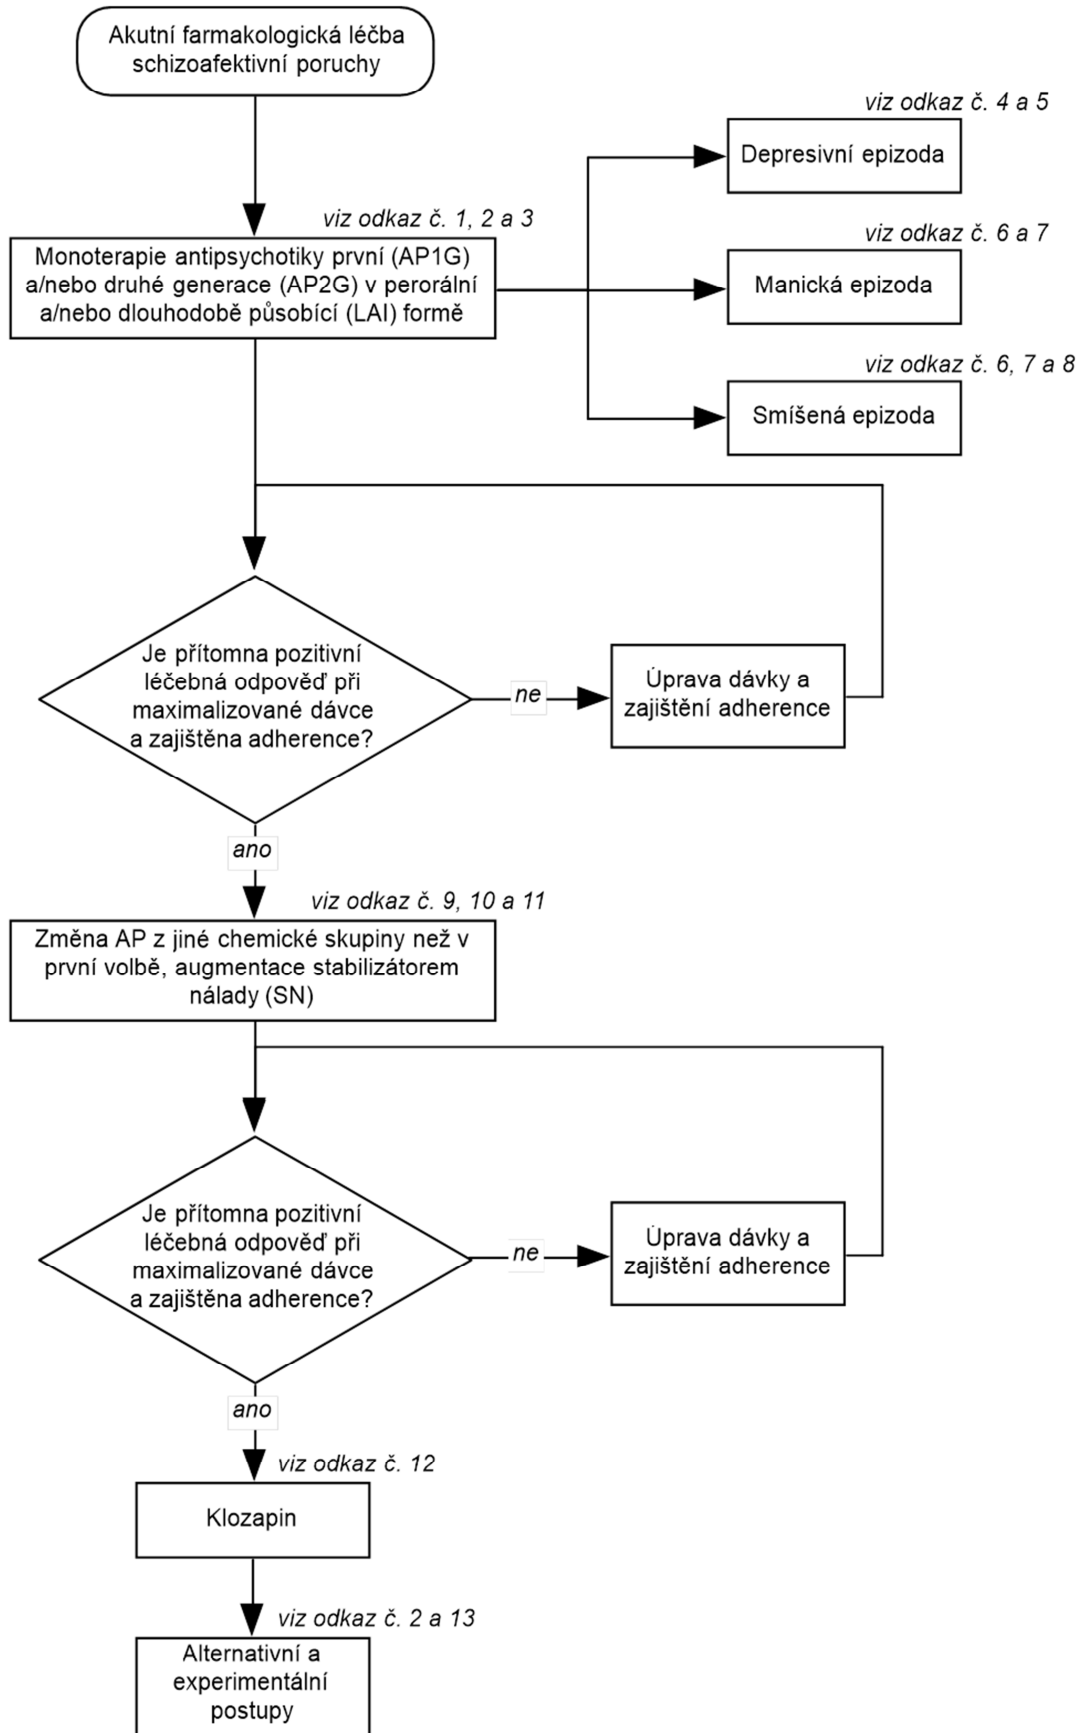 Akutní farmakologická léčba
schizoafektivní poruchy
viz odkaz č. 4 a 5
Depresivní epizoda
viz odkaz č. 1, 2 a 3
Monoterapie antipsychotiky první (AP1G)
a/nebo druhé generace (AP2G) v perorální
a/nebo dlouhodobě působící (LAI) formě
viz odkaz č. 6 a 7
Manická epizoda
viz odkaz č. 6, 7 a 8
Smíšená epizoda
Je přítomna pozitivní
léčebná odpověď při
maximalizované dávce
a zajištěna adherence?
ne
Úprava dávky a
zajištění adherence
ano
viz odkaz č. 9, 10 a 11
Změna AP z jiné chemické skupiny než v
první volbě, augmentace stabilizátorem
nálady (SN)
Je přítomna pozitivní
léčebná odpověď při
maximalizované dávce
a zajištěna adherence?
ne
Úprava dávky a
zajištění adherence
ano
viz odkaz č. 12
Klozapin
viz odkaz č. 2 a 13
Alternativní a
experimentální
postupy